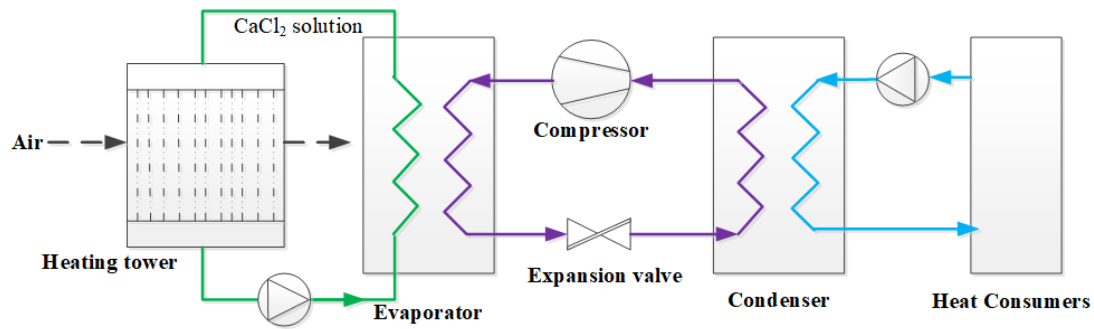 CaCl₂ solution
Air
Compressor
Heating tower
Expansion valve
Evaporator
Condenser
Heat Consumers